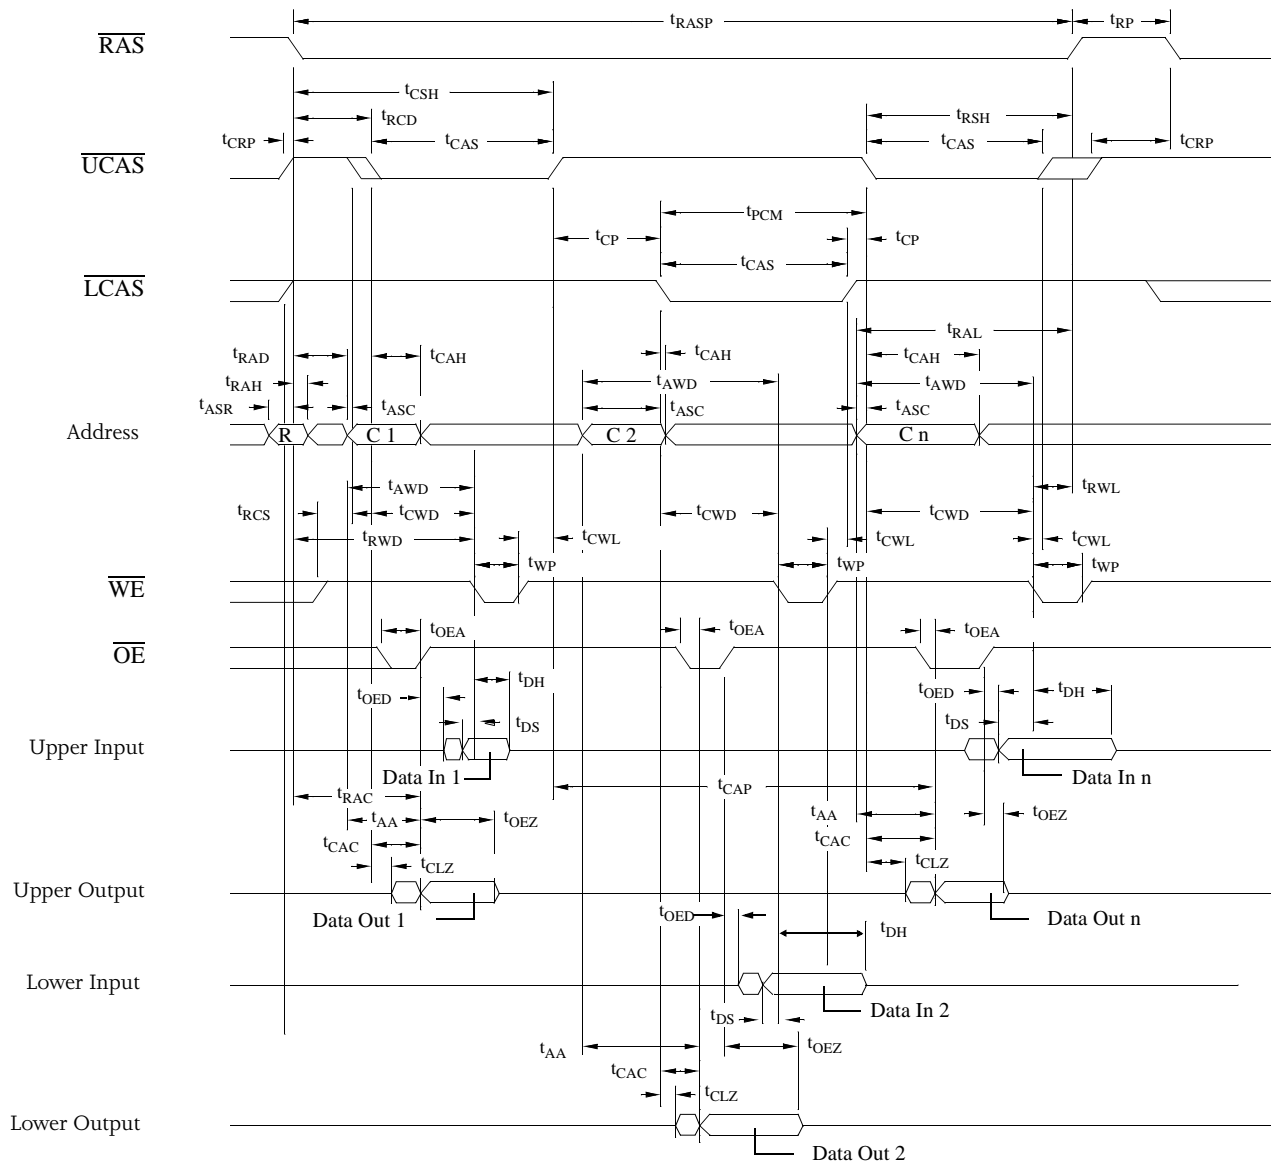 tRASP tRP
RAS
tCSH
tRCD tRSH
tCRP tCAS tCAS tCRP
UCAS
tPCM
tCP tCP
tCAS
LCAS
tRAL
tRAD tCAH tCAH tCAH
tRAH tAWD tAWD
tASR tASC tASC tASC
Address R C 1 C 2 C n
tAWD tRWL
tRCS tCWD tCWD tCWD
tRWD tCWL tCWL tCWL
tWP tWP tWP
WE
tOEA tOEA tOEA
OE
tOED tDH tOED tDH
tDS tDS
Upper Input
Data In 1 Data In n
tRAC tCAP
tAA tOEZ tAA tOEZ
tCAC tCAC
tCLZ tCLZ
Upper Output
Data Out 1 tOED Data Out n
tDH
Lower Input
tDS Data In 2
tAA tOEZ
tCAC
tCLZ
Lower Output
Data Out 2